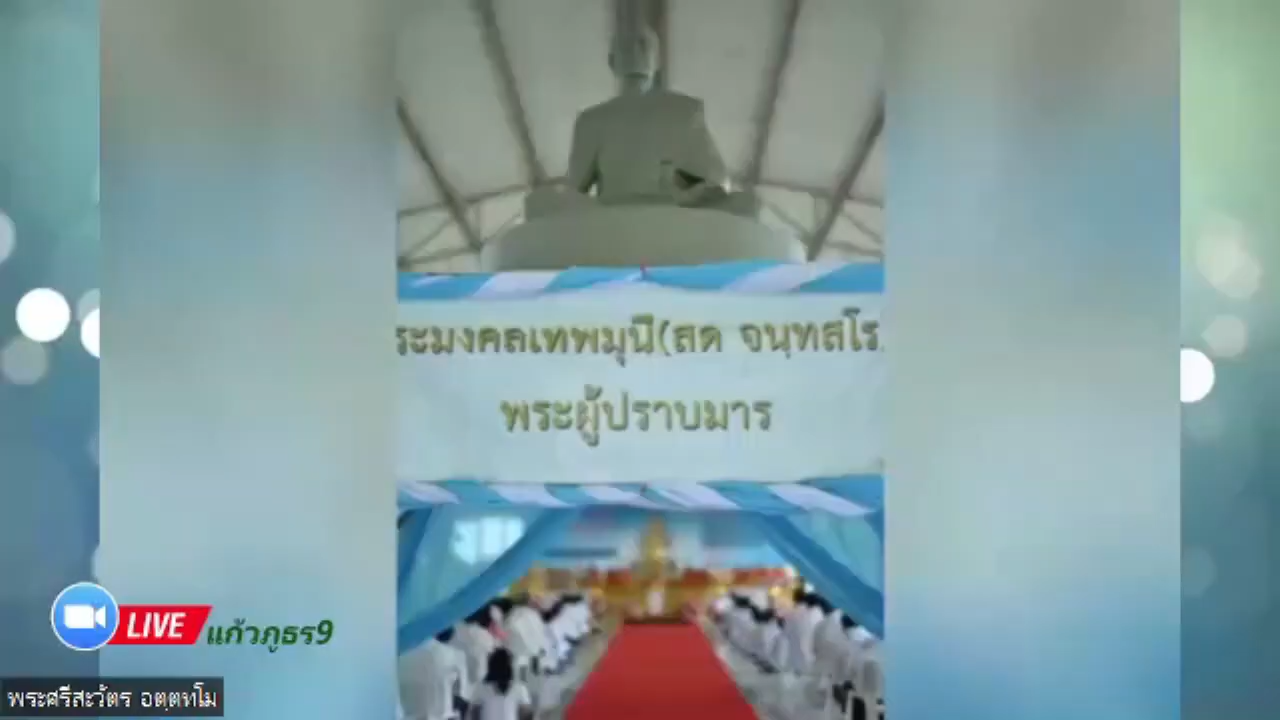 ระมงคลเทพมุนี(สด จนฺทสโร
พระผู้ปราบมาร
LIVE
แก้วภูธร9
พระศรีสะวัตร อตฺตทโม